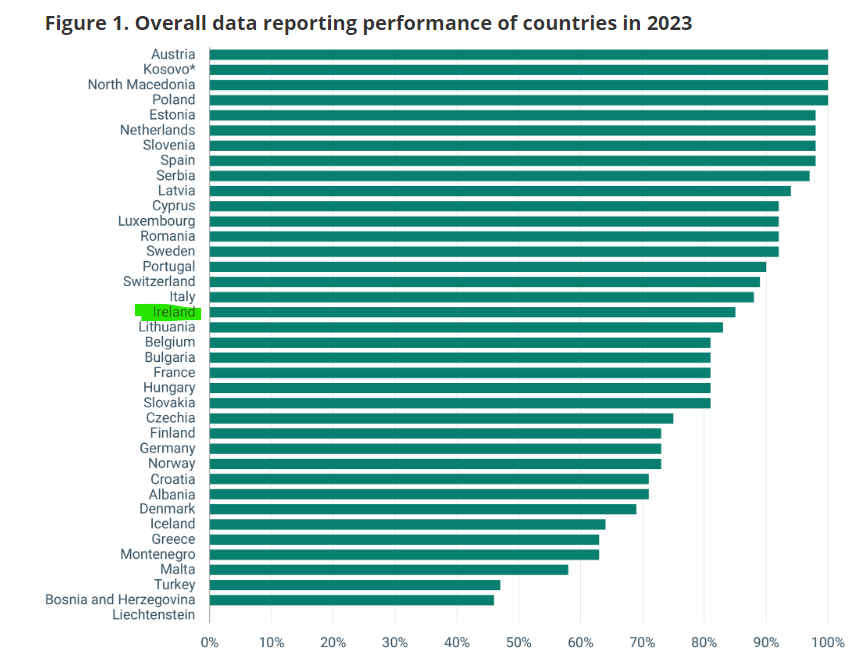 Figure 1. Overall data reporting performance of countries in 2023
Austria
Kosovo*
North Macedonia
Poland
Estonia
Netherlands
Slovenia
Spain
Serbia
Latvia
Cyprus
Luxembourg
Romania
Sweden
Portugal
Switzerland
Italy
Ireland
Lithuania
Belgium
Bulgaria
France
Hungary
Slovakia
Czechia
Finland
Germany
Norway
Croatia
Albania
Denmark
Iceland
Greece
Montenegro
Malta
Turkey
Bosnia and Herzegovina
Liechtenstein
0% 10% 20% 30% 40% 50% 60% 70% 80% 90% 100%